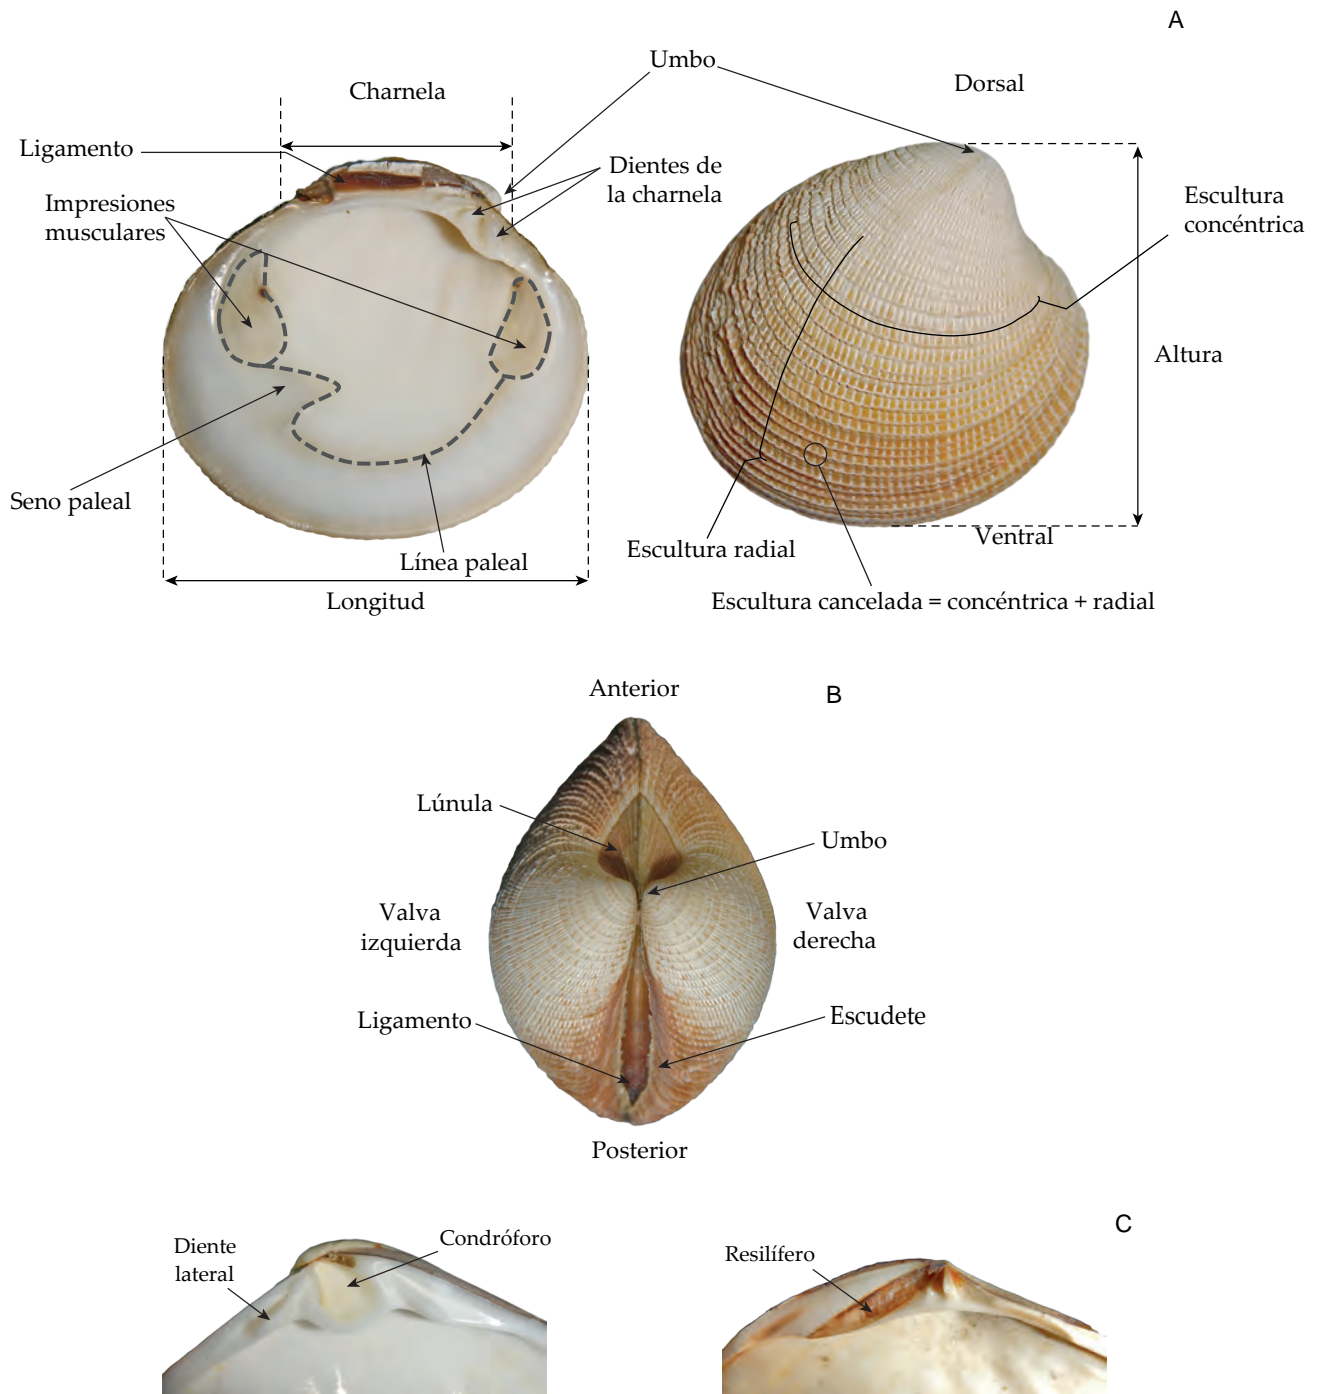 A
Umbo
Dorsal
Charnela
Ligamento
Dientes de
la charnela
Impresiones
musculares
Escultura
concéntrica
Altura
Seno paleal
Línea paleal
Longitud
Escultura radial
Ventral
Escultura cancelada = concéntrica + radial
B
Anterior
Lúnula
Umbo
Valva
izquierda
Valva
derecha
Ligamento
Escudete
Posterior
C
Diente
lateral
Condróforo
Resilífero